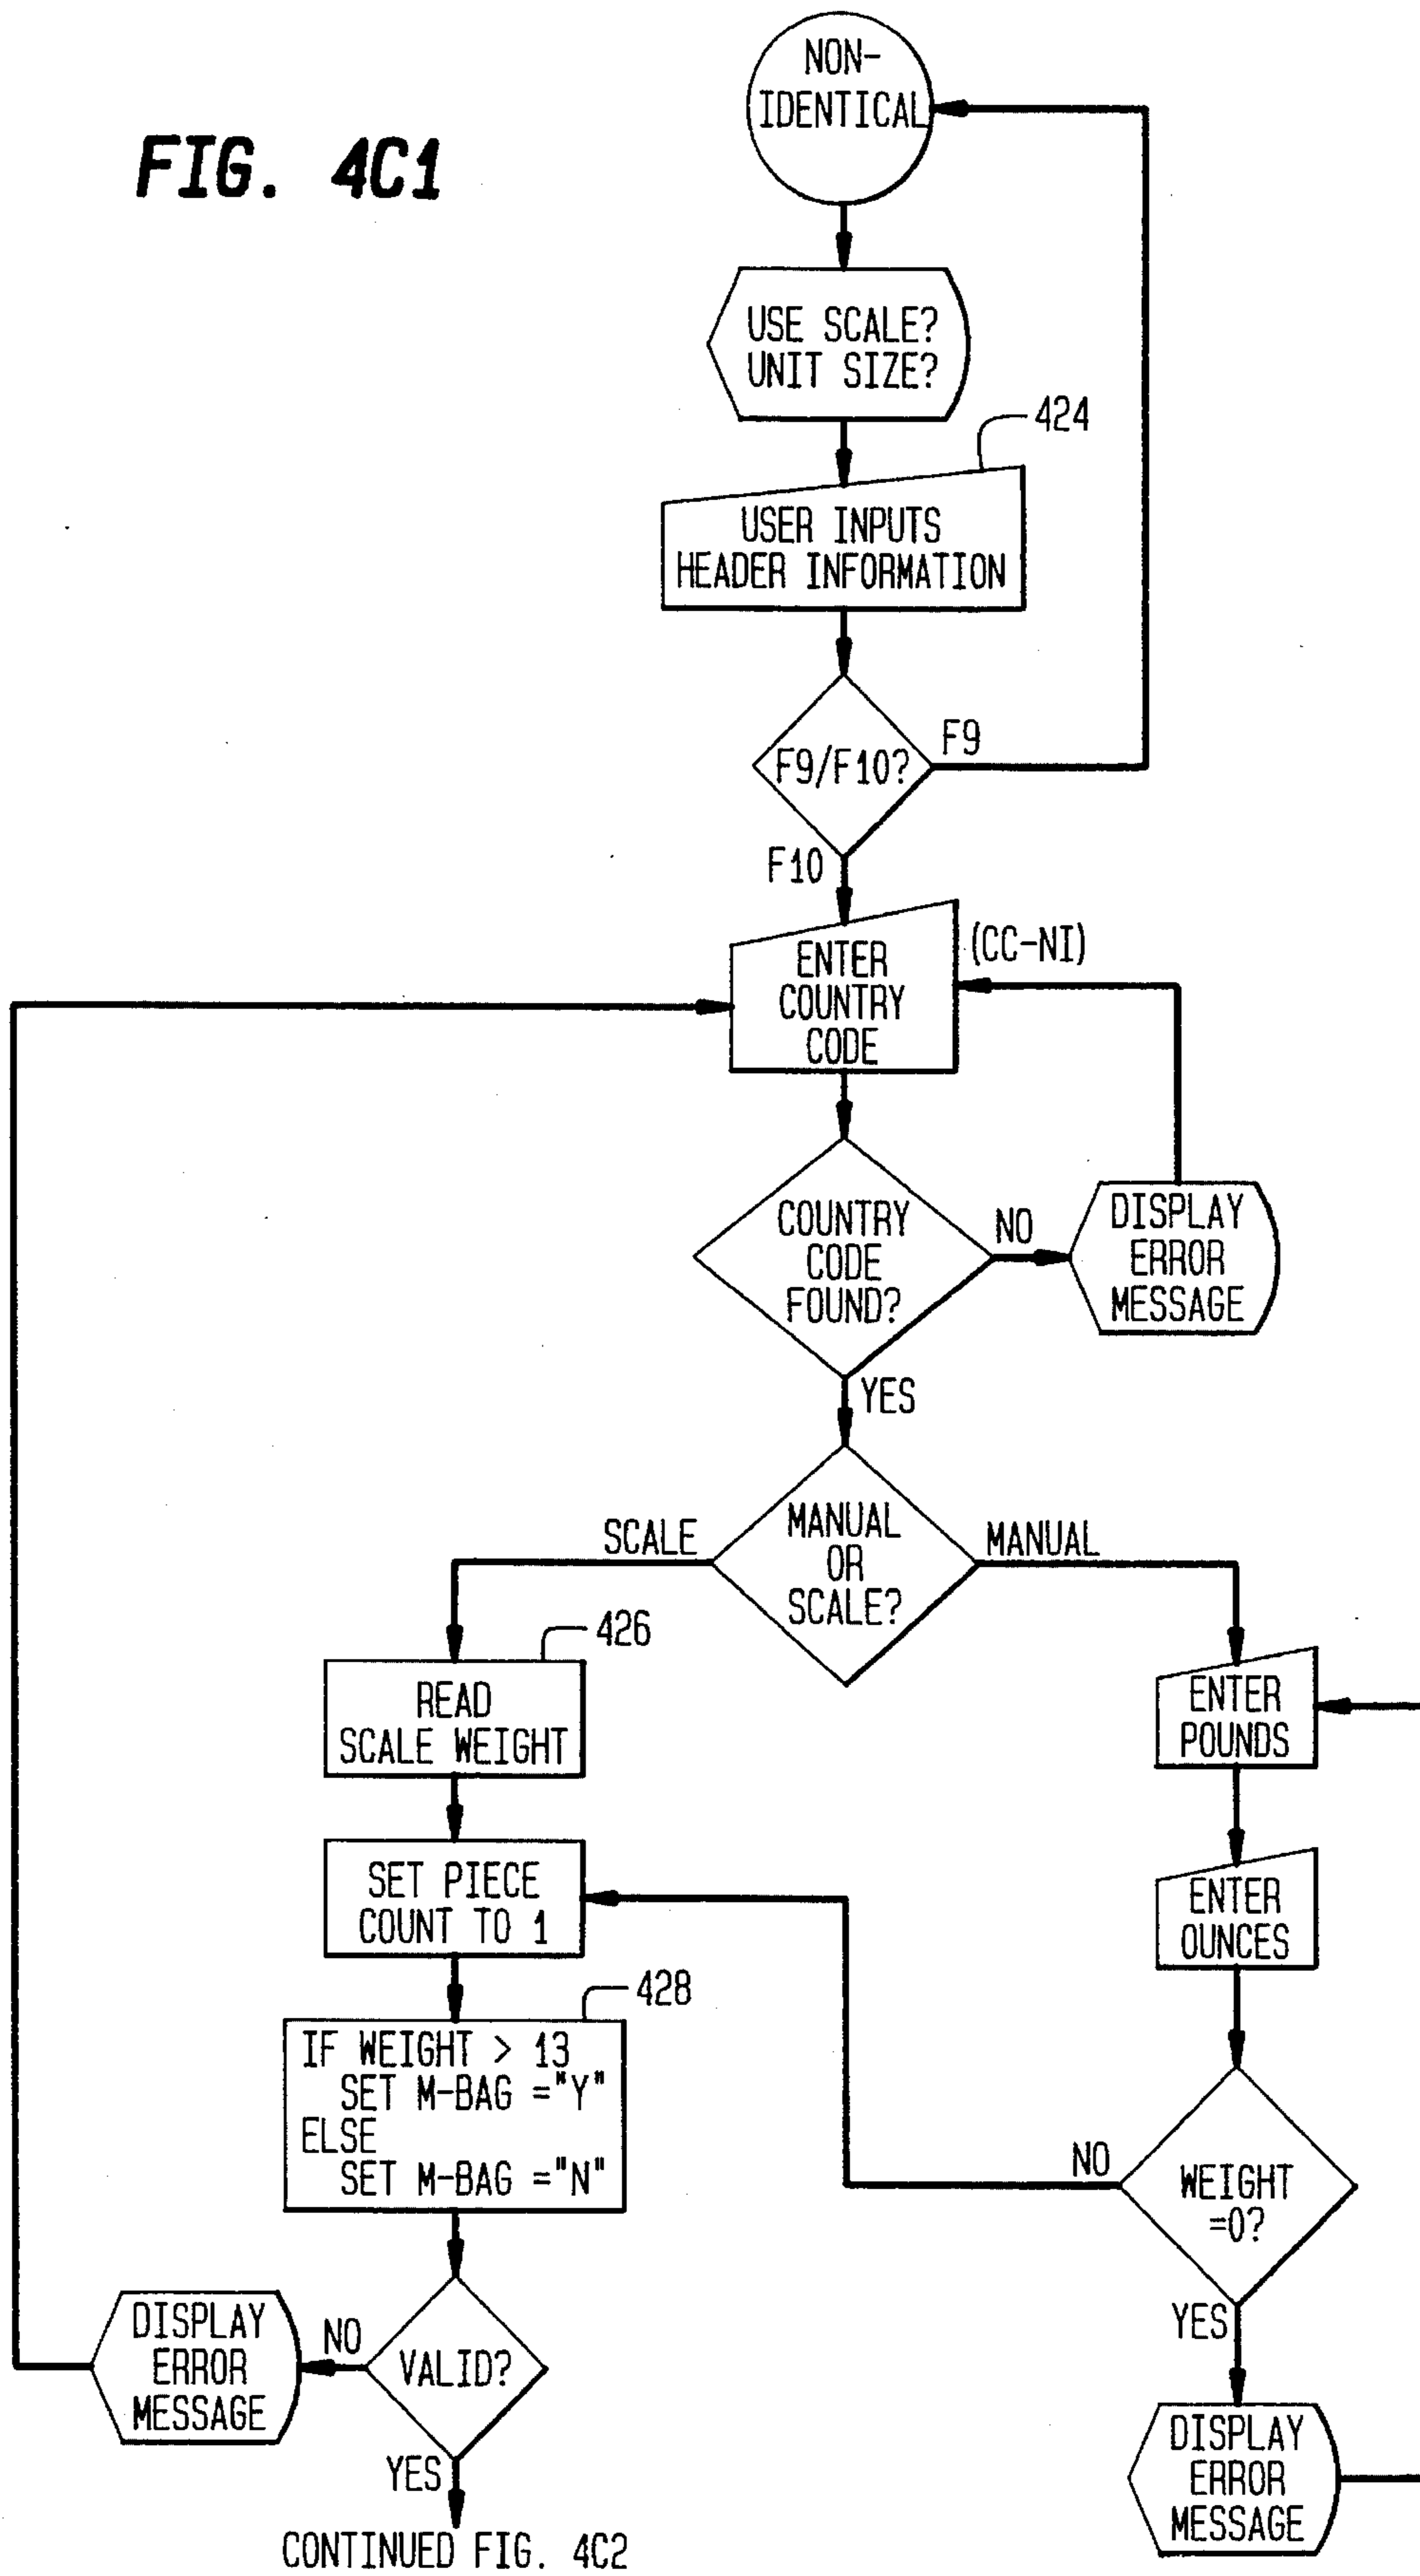 FIG. 4C1
NON-
IDENTICAL
USE SCALE?
UNIT SIZE?
424
USER INPUTS
HEADER INFORMATION
F9/F10?
F9
F10
ENTER
COUNTRY
CODE
(CC-NI)
COUNTRY
CODE
FOUND?
NO
DISPLAY
ERROR
MESSAGE
YES
MANUAL
OR
SCALE?
SCALE
MANUAL
426
READ
SCALE WEIGHT
ENTER
POUNDS
SET PIECE
COUNT TO 1
ENTER
OUNCES
428
IF WEIGHT > 13
SET M-BAG ="Y"
ELSE
SET M-BAG ="N"
NO
WEIGHT
=0?
YES
DISPLAY
ERROR
MESSAGE
NO
VALID?
YES
DISPLAY
ERROR
MESSAGE
CONTINUED FIG. 4C2